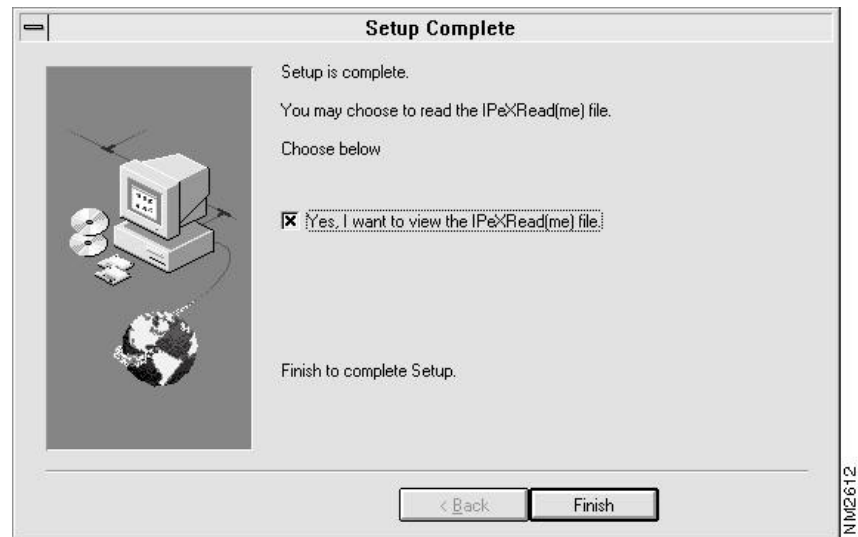 Setup Complete
Setup is complete.
You may choose to read the IPeXRead(me) file.
Choose below
Yes, I want to view the IPeXRead(me) file.
Finish to complete Setup.
< Back
Finish
NM2612